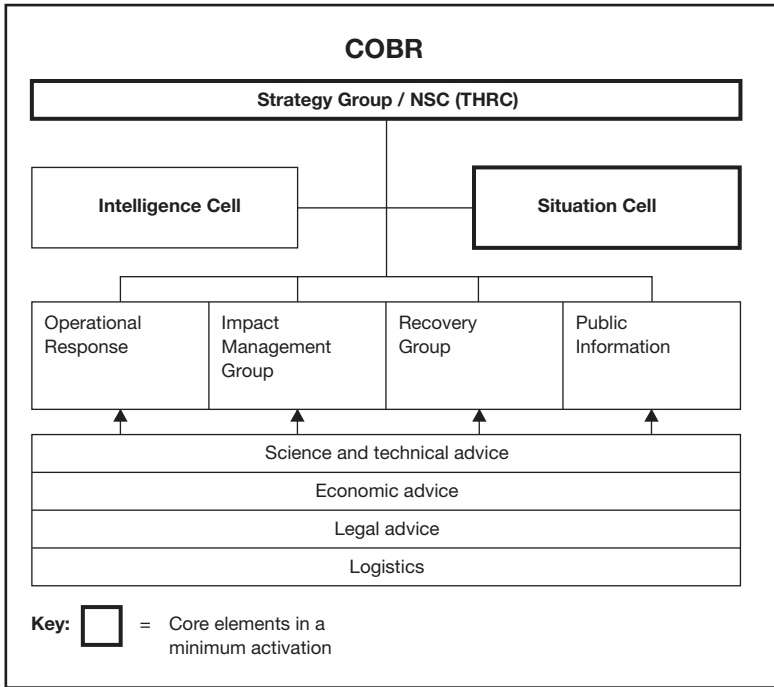 COBR
Strategy Group / NSC (THRC)
Intelligence Cell
Situation Cell
Operational
Response
Impact
Management
Group
Recovery
Group
Public
Information
Science and technical advice
Economic advice
Legal advice
Logistics
Key: = Core elements in a
minimum activation